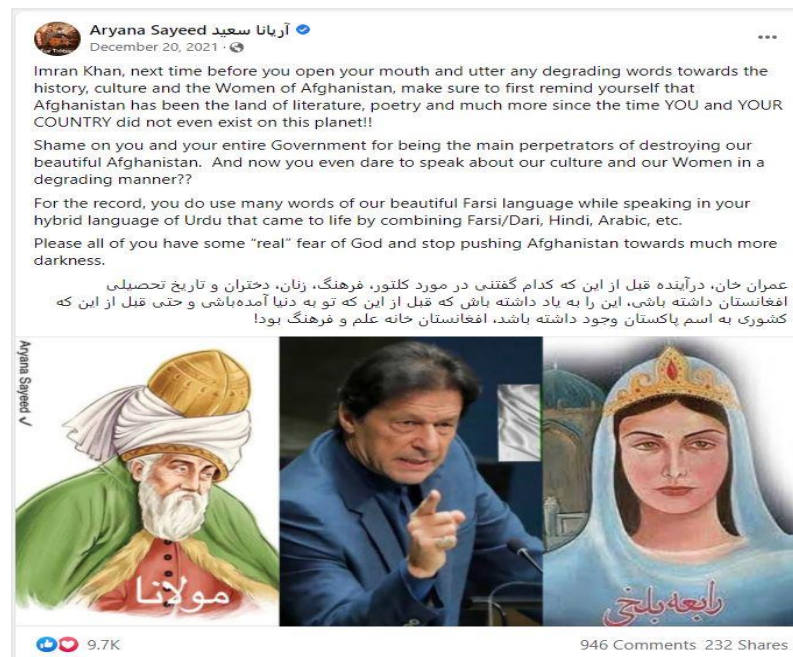 Aryana Sayeed آریانا سعید
December 20, 2021
Imran Khan, next time before you open your mouth and utter any degrading words towards the
history, culture and the Women of Afghanistan, make sure to first remind yourself that
Afghanistan has been the land of literature, poetry and much more since the time YOU and YOUR
COUNTRY did not even exist on this planet!!
Shame on you and your entire Government for being the main perpetrators of destroying our
beautiful Afghanistan. And now you even dare to speak about our culture and our Women in a
degrading manner??
For the record, you do use many words of our beautiful Farsi language while speaking in your
hybrid language of Urdu that came to life by combining Farsi/Dari, Hindi, Arabic, etc.
Please all of you have some "real" fear of God and stop pushing Afghanistan towards much more
darkness.
عمران خان، درآینده قبل از این که کدام گفتنی در مورد کلتور، فرهنگ، زنان، دختران و تاریخ تحصیلی
افغانستان داشته باشی، این را به یاد داشته باش که قبل از این که تو به دنیا آمده‌باشی و حتی قبل از این که
کشوری به اسم پاکستان وجود داشته باشد، افغانستان خانه علم و فرهنگ بود!
Aryana Sayeed ✓
مولانا
رابعه بلخی
9.7K
946 Comments 232 Shares